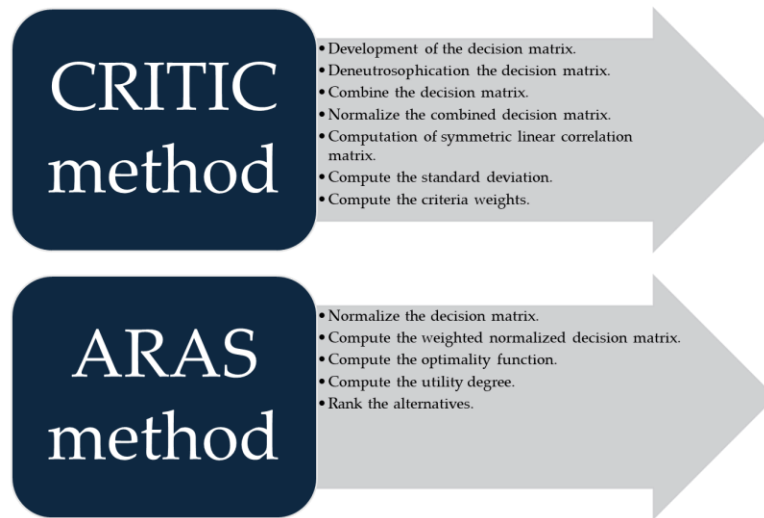 CRITIC
method
• Development of the decision matrix.
• Deneutrosophication the decision matrix.
• Combine the decision matrix.
• Normalize the combined decision matrix.
• Computation of symmetric linear correlation
matrix.
• Compute the standard deviation.
• Compute the criteria weights.
ARAS
method
• Normalize the decision matrix.
• Compute the weighted normalized decision matrix.
• Compute the optimality function.
• Compute the utility degree.
• Rank the alternatives.